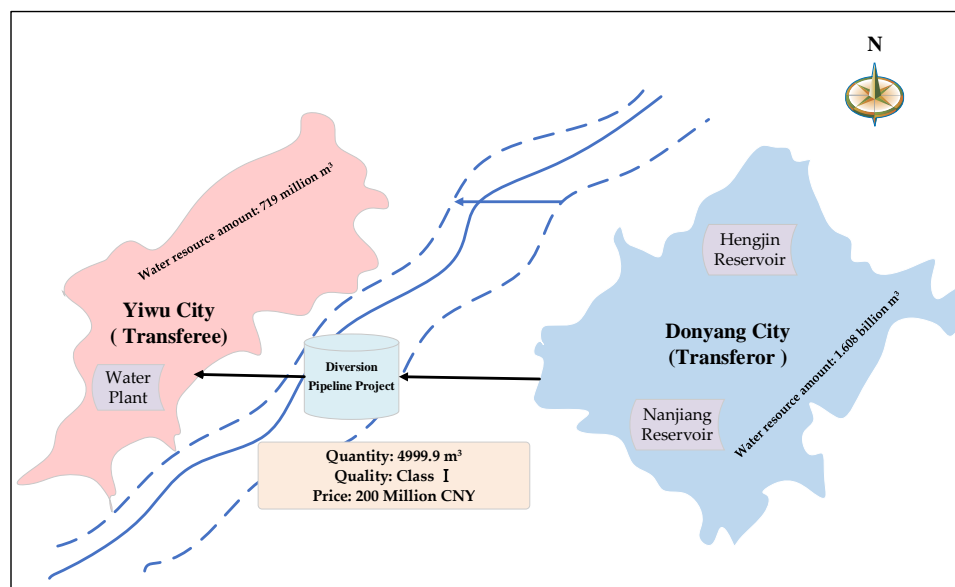 N
Water resource amount: 719 million m³
Yiwu City
( Transferee)
Water
Plant
Diversion
Pipeline Project
Hengjin
Reservoir
Donyang City
(Transferor )
Nanjiang
Reservoir
Water resource amount: 1.608 billion m³
Quantity: 4999.9 m³
Quality: Class Ⅰ
Price: 200 Million CNY